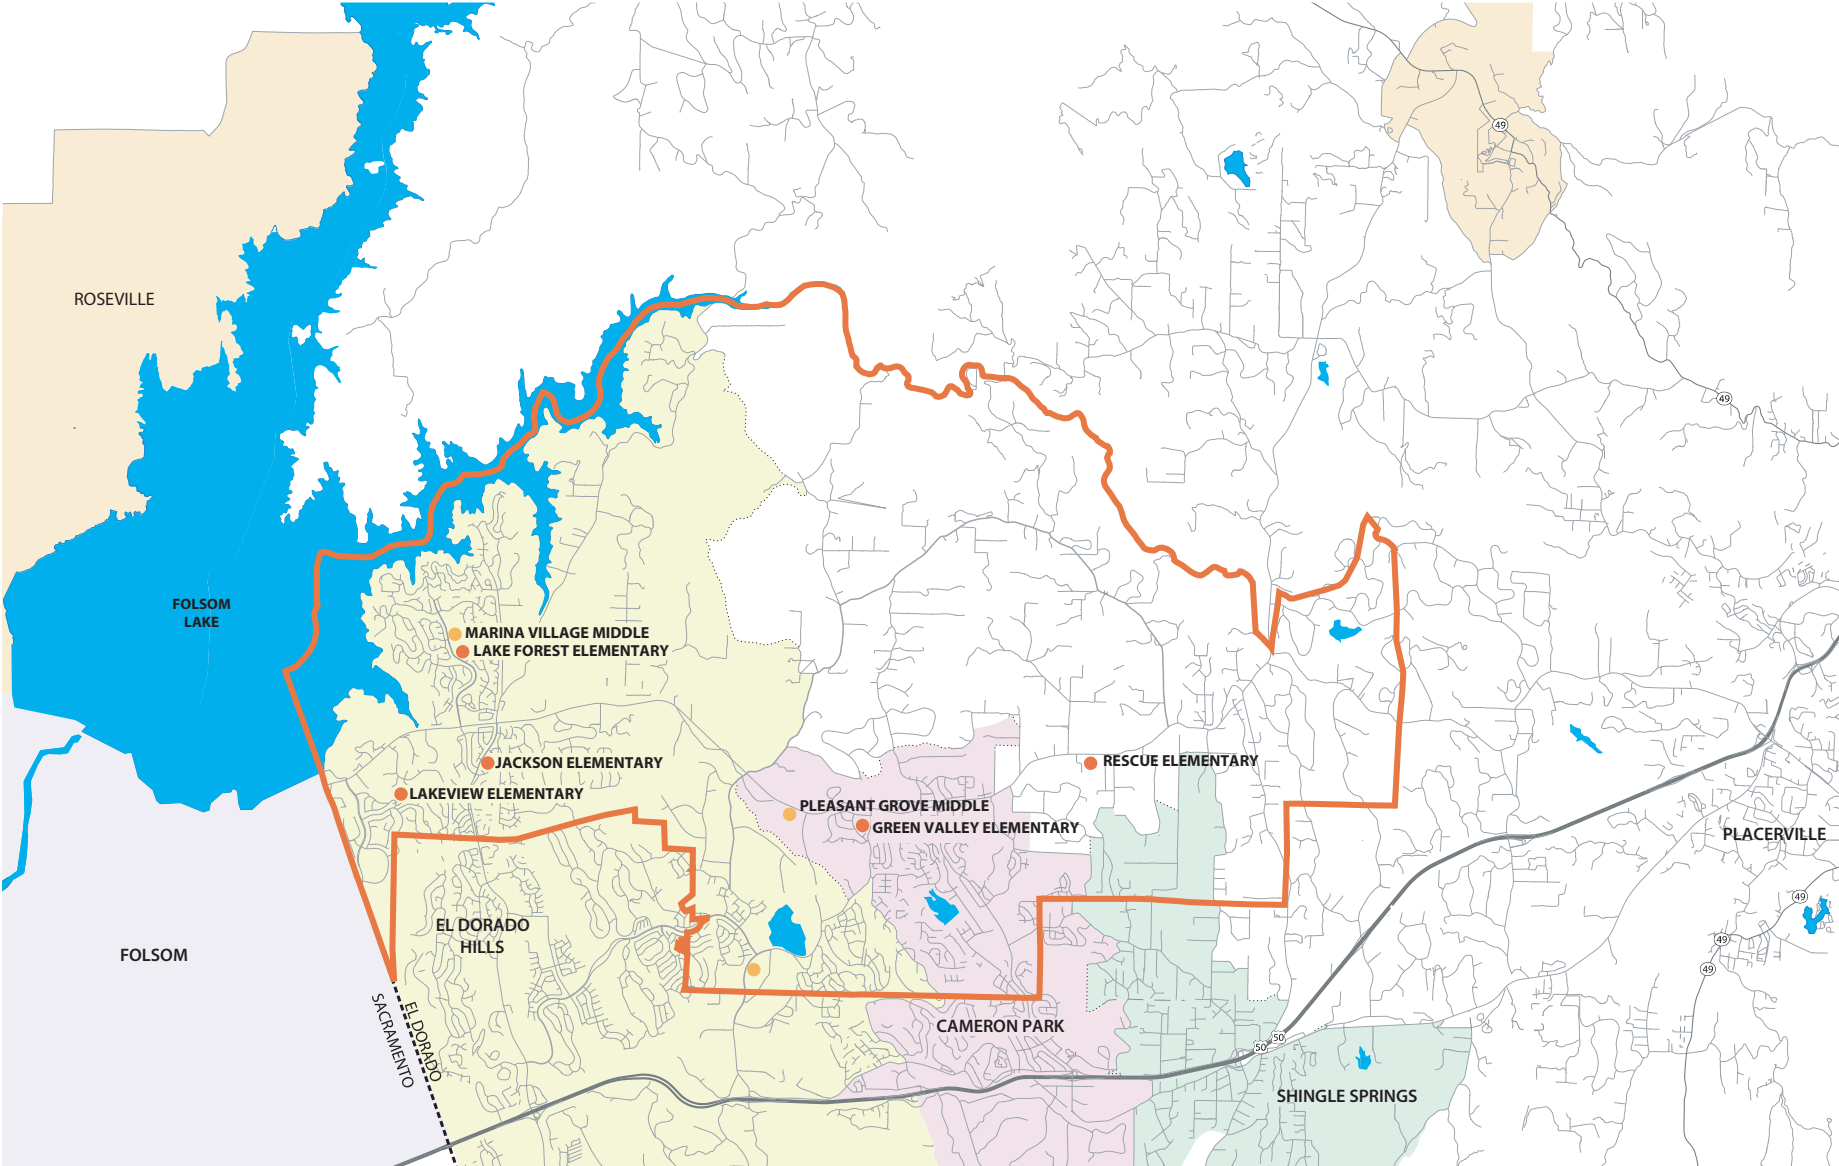 49
ROSEVILLE
49
FOLSOM
LAKE
MARINA VILLAGE MIDDLE
LAKE FOREST ELEMENTARY
JACKSON ELEMENTARY
RESCUE ELEMENTARY
LAKEVIEW ELEMENTARY
PLEASANT GROVE MIDDLE
GREEN VALLEY ELEMENTARY
PLACERVILLE
49
EL DORADO
HILLS
49
FOLSOM
49
EL DORADO
SACRAMENTO
CAMERON PARK
50
50
SHINGLE SPRINGS